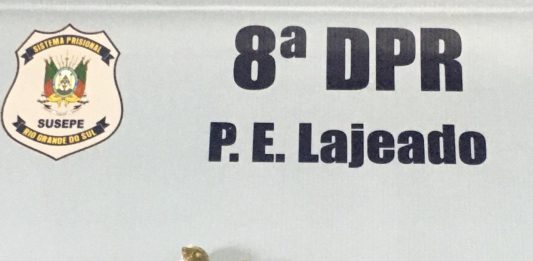 SISTEMA PRISIONAL
SUSEPE
RIO GRANDE DO SUL
8ª DPR
P. E. Lajeado